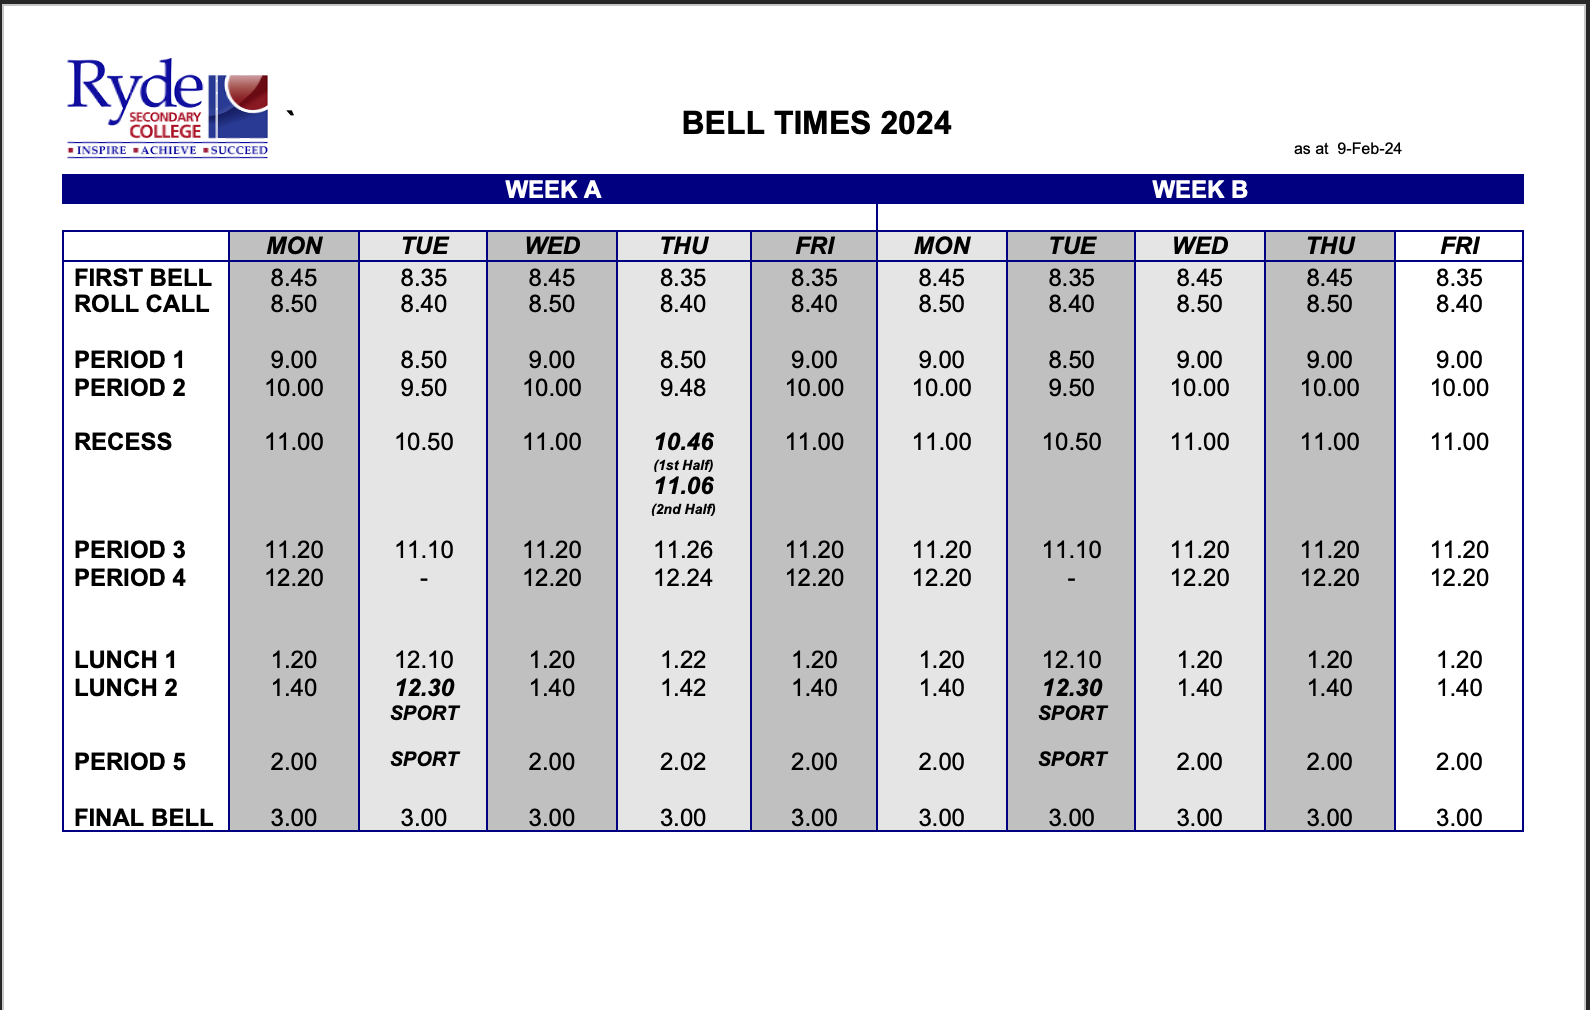 Ryde
SECONDARY
COLLEGE
▪ INSPIRE ▪ ACHIEVE ▪ SUCCEED
`
BELL TIMES 2024
as at 9-Feb-24
WEEK A WEEK B
MON TUE WED THU FRI MON TUE WED THU FRI
FIRST BELL 8.45 8.35 8.45 8.35 8.35 8.45 8.35 8.45 8.45 8.35
ROLL CALL 8.50 8.40 8.50 8.40 8.40 8.50 8.40 8.50 8.50 8.40
PERIOD 1 9.00 8.50 9.00 8.50 9.00 9.00 8.50 9.00 9.00 9.00
PERIOD 2 10.00 9.50 10.00 9.48 10.00 10.00 9.50 10.00 10.00 10.00
RECESS 11.00 10.50 11.00 10.46 11.00 11.00 10.50 11.00 11.00 11.00
(1st Half)
11.06
(2nd Half)
PERIOD 3 11.20 11.10 11.20 11.26 11.20 11.20 11.10 11.20 11.20 11.20
PERIOD 4 12.20 - 12.20 12.24 12.20 12.20 - 12.20 12.20 12.20
LUNCH 1 1.20 12.10 1.20 1.22 1.20 1.20 12.10 1.20 1.20 1.20
LUNCH 2 1.40 12.30 1.40 1.42 1.40 1.40 12.30 1.40 1.40 1.40
SPORT SPORT
PERIOD 5 2.00 SPORT 2.00 2.02 2.00 2.00 SPORT 2.00 2.00 2.00
FINAL BELL 3.00 3.00 3.00 3.00 3.00 3.00 3.00 3.00 3.00 3.00